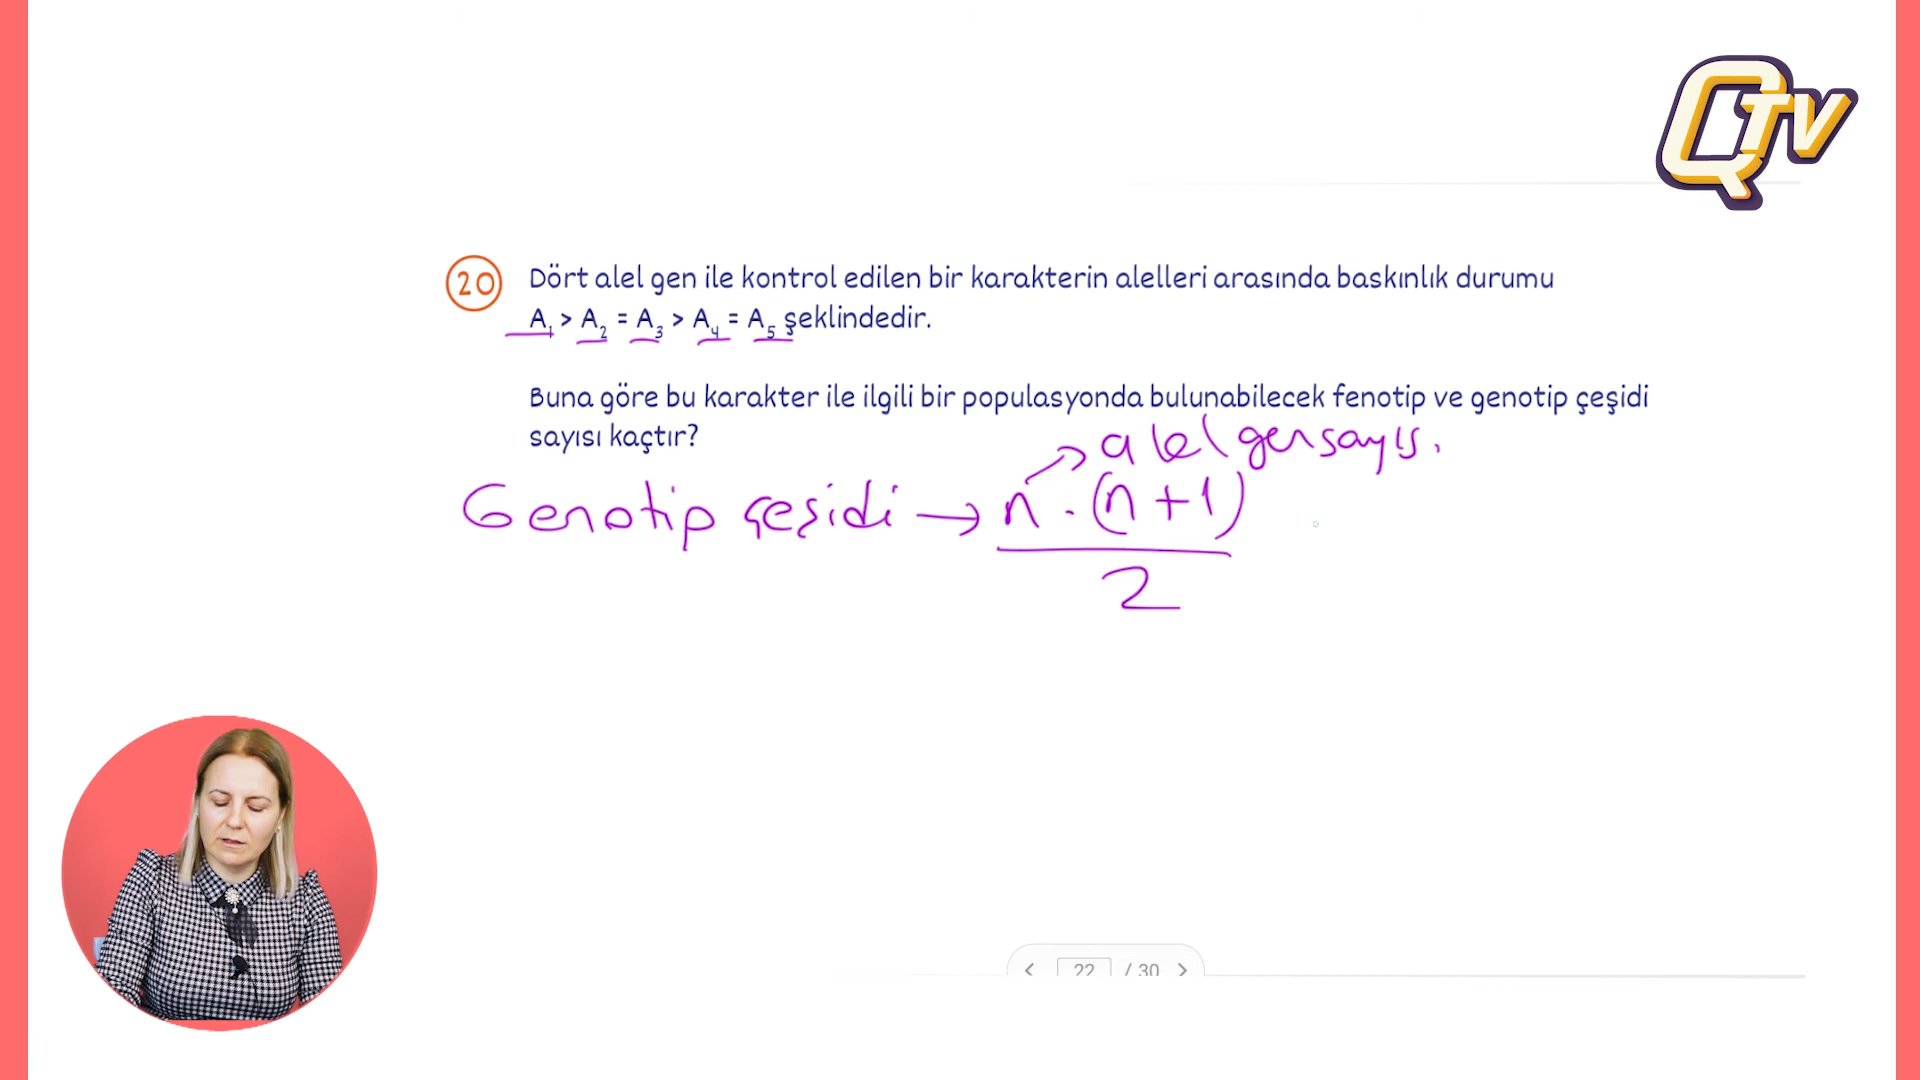 QTV
20 Dört alel gen ile kontrol edilen bir karakterin alelleri arasında baskınlık durumu
A₁ > A₂ = A₃ > A₄ = A₅ şeklindedir.
Buna göre bu karakter ile ilgili bir populasyonda bulunabilecek fenotip ve genotip çeşidi
sayısı kaçtır?
alel gen sayıs.
Genotip çeşidi → n . (n + 1)
2
< 22 / 30 >